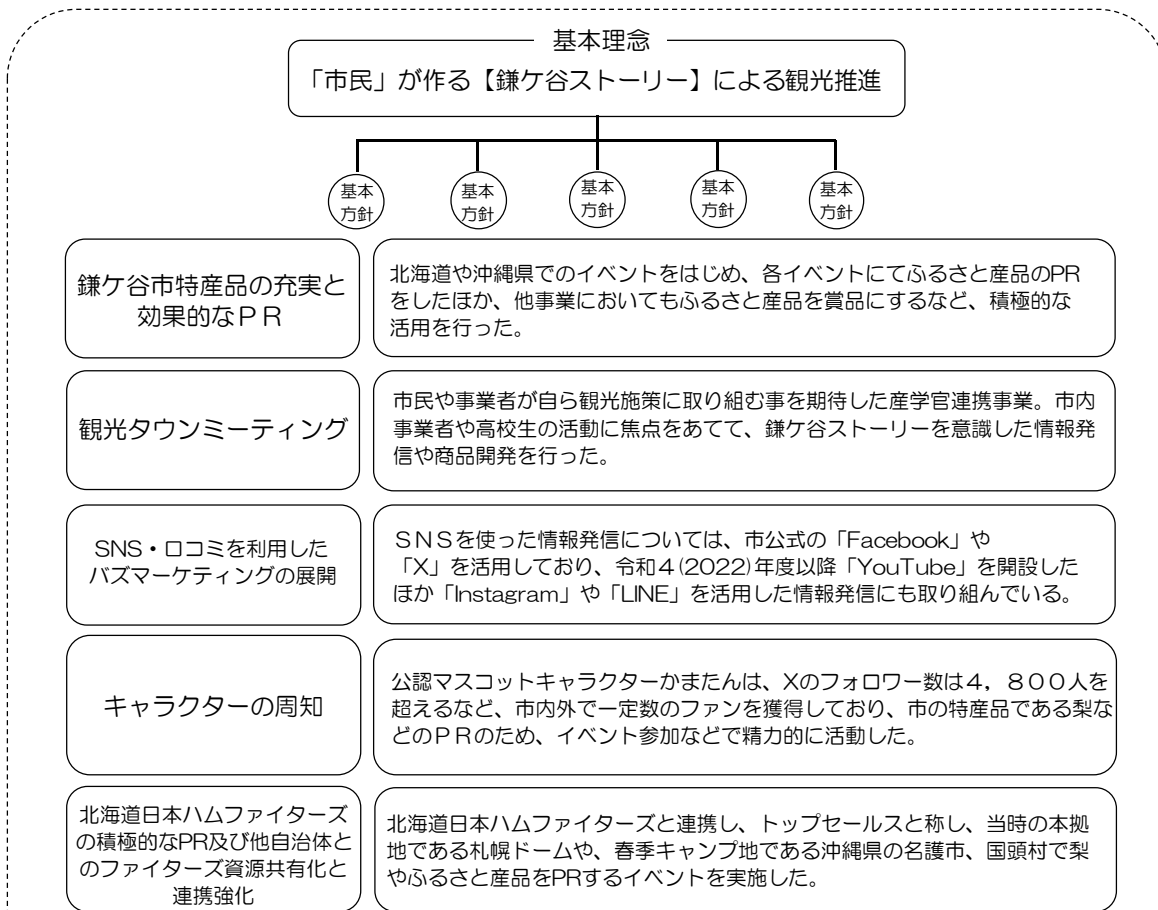 基本理念
「市民」が作る【鎌ケ谷ストーリー】による観光推進
基本
方針
基本
方針
基本
方針
基本
方針
基本
方針
鎌ケ谷市特産品の充実と
効果的なＰＲ
北海道や沖縄県でのイベントをはじめ、各イベントにてふるさと産品のPR
をしたほか、他事業においてもふるさと産品を賞品にするなど、積極的な
活用を行った。
観光タウンミーティング
市民や事業者が自ら観光施策に取り組む事を期待した産学官連携事業。市内
事業者や高校生の活動に焦点をあてて、鎌ケ谷ストーリーを意識した情報発
信や商品開発を行った。
SNS・口コミを利用した
バズマーケティングの展開
ＳＮＳを使った情報発信については、市公式の「Facebook」や
「X」を活用しており、令和４(2022)年度以降「YouTube」を開設した
ほか「Instagram」や「LINE」を活用した情報発信にも取り組んでいる。
キャラクターの周知
公認マスコットキャラクターかまたんは、Xのフォロワー数は４，８００人を
超えるなど、市内外で一定数のファンを獲得しており、市の特産品である梨な
どのＰＲのため、イベント参加などで精力的に活動した。
北海道日本ハムファイターズ
の積極的なPR及び他自治体と
のファイターズ資源共有化と
連携強化
北海道日本ハムファイターズと連携し、トップセールスと称し、当時の本拠
地である札幌ドームや、春季キャンプ地である沖縄県の名護市、国頭村で梨
やふるさと産品をPRするイベントを実施した。